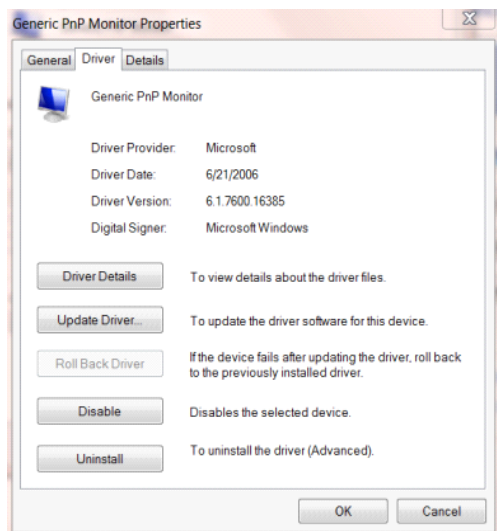 Generic PnP Monitor Properties
General Driver Details
Generic PnP Monitor
Driver Provider: Microsoft
Driver Date: 6/21/2006
Driver Version: 6.1.7600.16385
Digital Signer: Microsoft Windows
Driver Details To view details about the driver files.
Update Driver... To update the driver software for this device.
Roll Back Driver If the device fails after updating the driver, roll back
to the previously installed driver.
Disable Disables the selected device.
Uninstall To uninstall the driver (Advanced).
OK Cancel